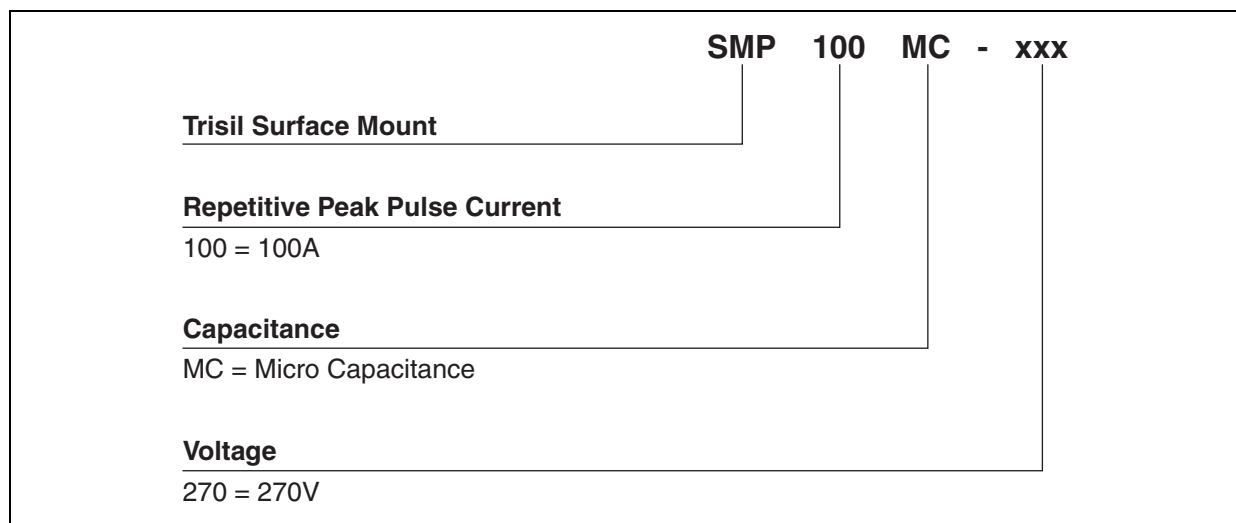 SMP 100 MC - xxx
Trisil Surface Mount
Repetitive Peak Pulse Current
100 = 100A
Capacitance
MC = Micro Capacitance
Voltage
270 = 270V